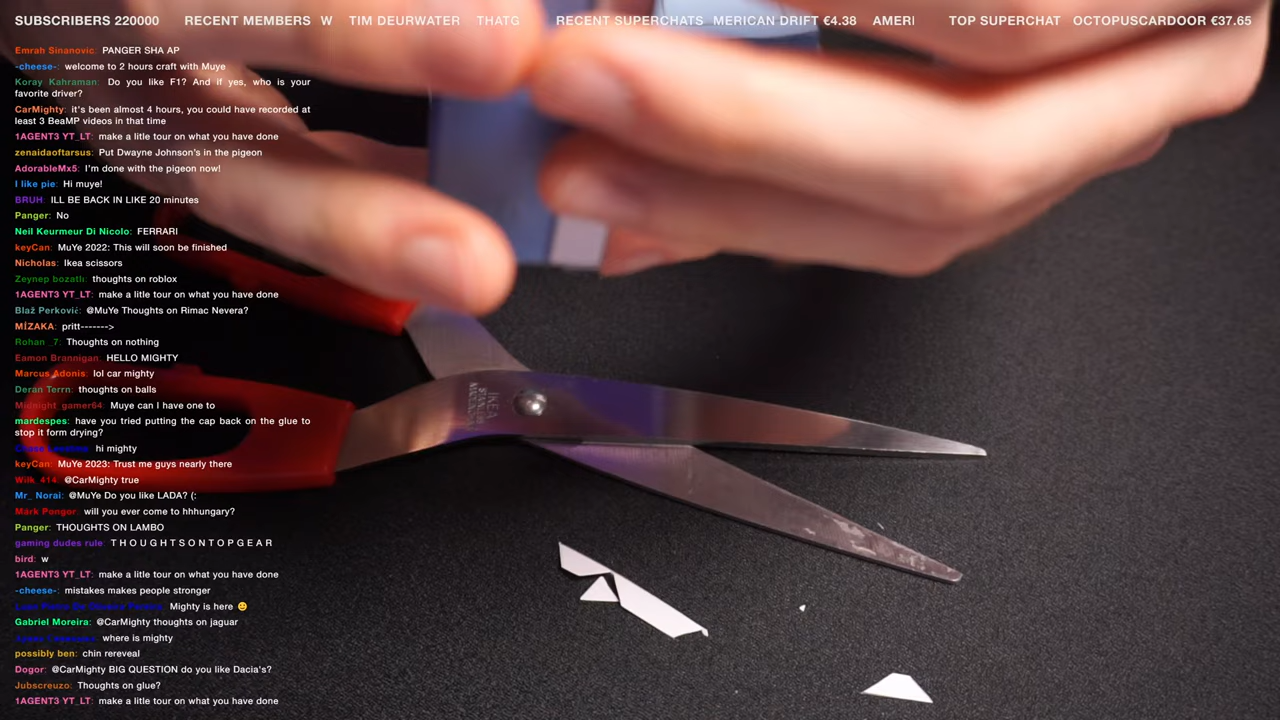 SUBSCRIBERS 220000 RECENT MEMBERS W TIM DEURWATER THATG RECENT SUPERCHATS MERICAN DRIFT €4.38 AMERI TOP SUPERCHAT OCTOPUSCARDOOR €37.65
Emrah Sinanovic: PANGER SHA AP
-cheese-: welcome to 2 hours craft with Muye
Koray Kahraman: Do you like F1? And if yes, who is your
favorite driver?
CarMighty: it's been almost 4 hours, you could have recorded at
least 3 BeaMP videos in that time
1AGENT3 YT_LT: make a litle tour on what you have done
zenaidaoftarsus: Put Dwayne Johnson's in the pigeon
AdorableMx5: I'm done with the pigeon now!
I like pie: Hi muye!
BRUH: ILL BE BACK IN LIKE 20 minutes
Panger: No
Neil Keurmeur Di Nicolo: FERRARI
keyCan: MuYe 2022: This will soon be finished
Nicholas: Ikea scissors
Zeynep bozatlı: thoughts on roblox
1AGENT3 YT_LT: make a litle tour on what you have done
Blaž Perković: @MuYe Thoughts on Rimac Nevera?
MİZAKA: pritt------->
Rohan _7: Thoughts on nothing
Eamon Brannigan: HELLO MIGHTY
Marcus Adonis: lol car mighty
Deran Terrn: thoughts on balls
Midnight_gamer64: Muye can I have one to
mardespes: have you tried putting the cap back on the glue to
stop it form drying?
hi mighty
keyCan: MuYe 2023: Trust me guys nearly there
Wilk_414: @CarMighty true
Mr_ Norai: @MuYe Do you like LADA? (:
Mark Pongor: will you ever come to hhhungary?
Panger: THOUGHTS ON LAMBO
gaming dudes rule: T H O U G H T S O N T O P G E A R
bird: w
1AGENT3 YT_LT: make a litle tour on what you have done
-cheese-: mistakes makes people stronger
Mighty is here 🙂
Gabriel Moreira: @CarMighty thoughts on jaguar
where is mighty
possibly ben: chin rereveal
Dogor: @CarMighty BIG QUESTION do you like Dacia's?
Jubscreuzo: Thoughts on glue?
1AGENT3 YT_LT: make a litle tour on what you have done
IKEA